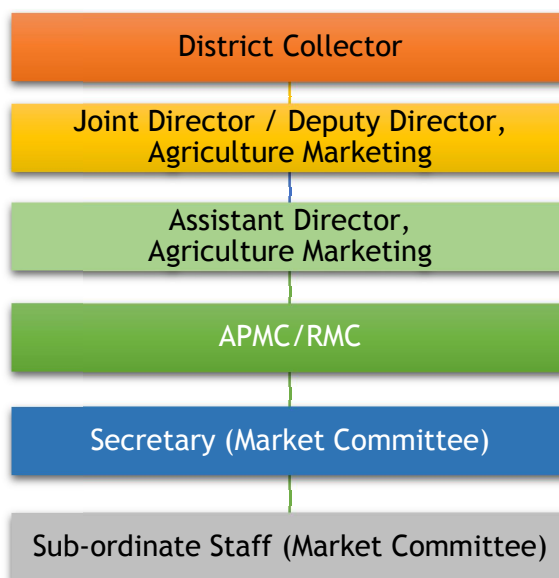 District Collector
Joint Director / Deputy Director,
Agriculture Marketing
Assistant Director,
Agriculture Marketing
APMC/RMC
Secretary (Market Committee)
Sub-ordinate Staff (Market Committee)